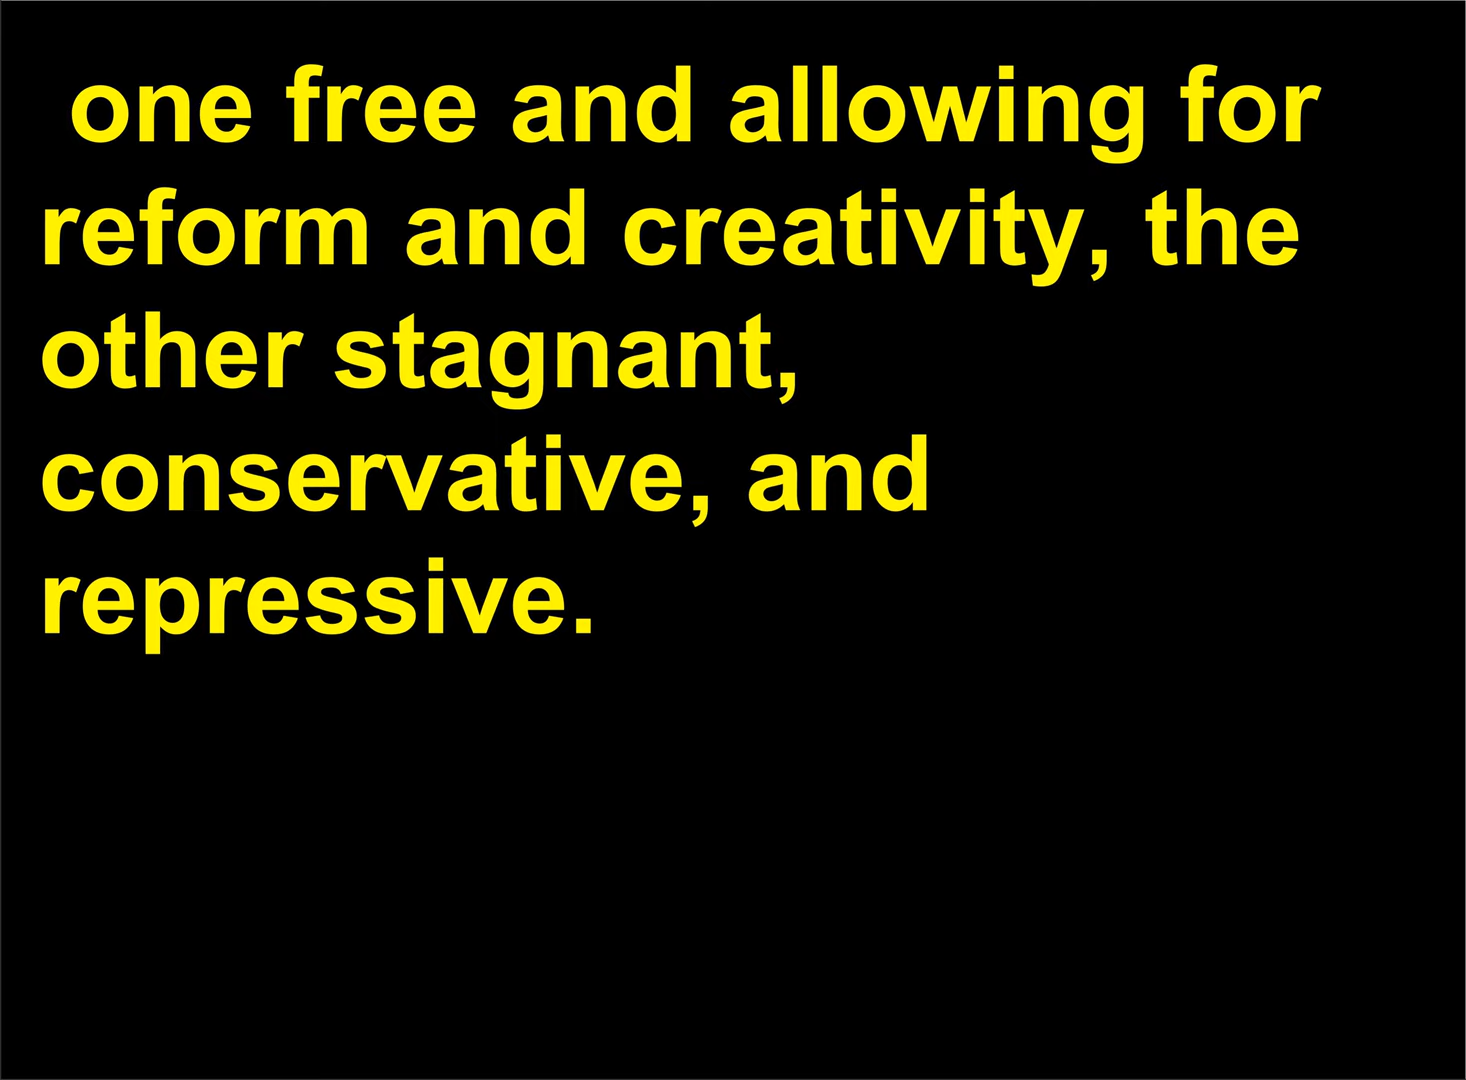 one free and allowing for
reform and creativity, the
other stagnant,
conservative, and
repressive.